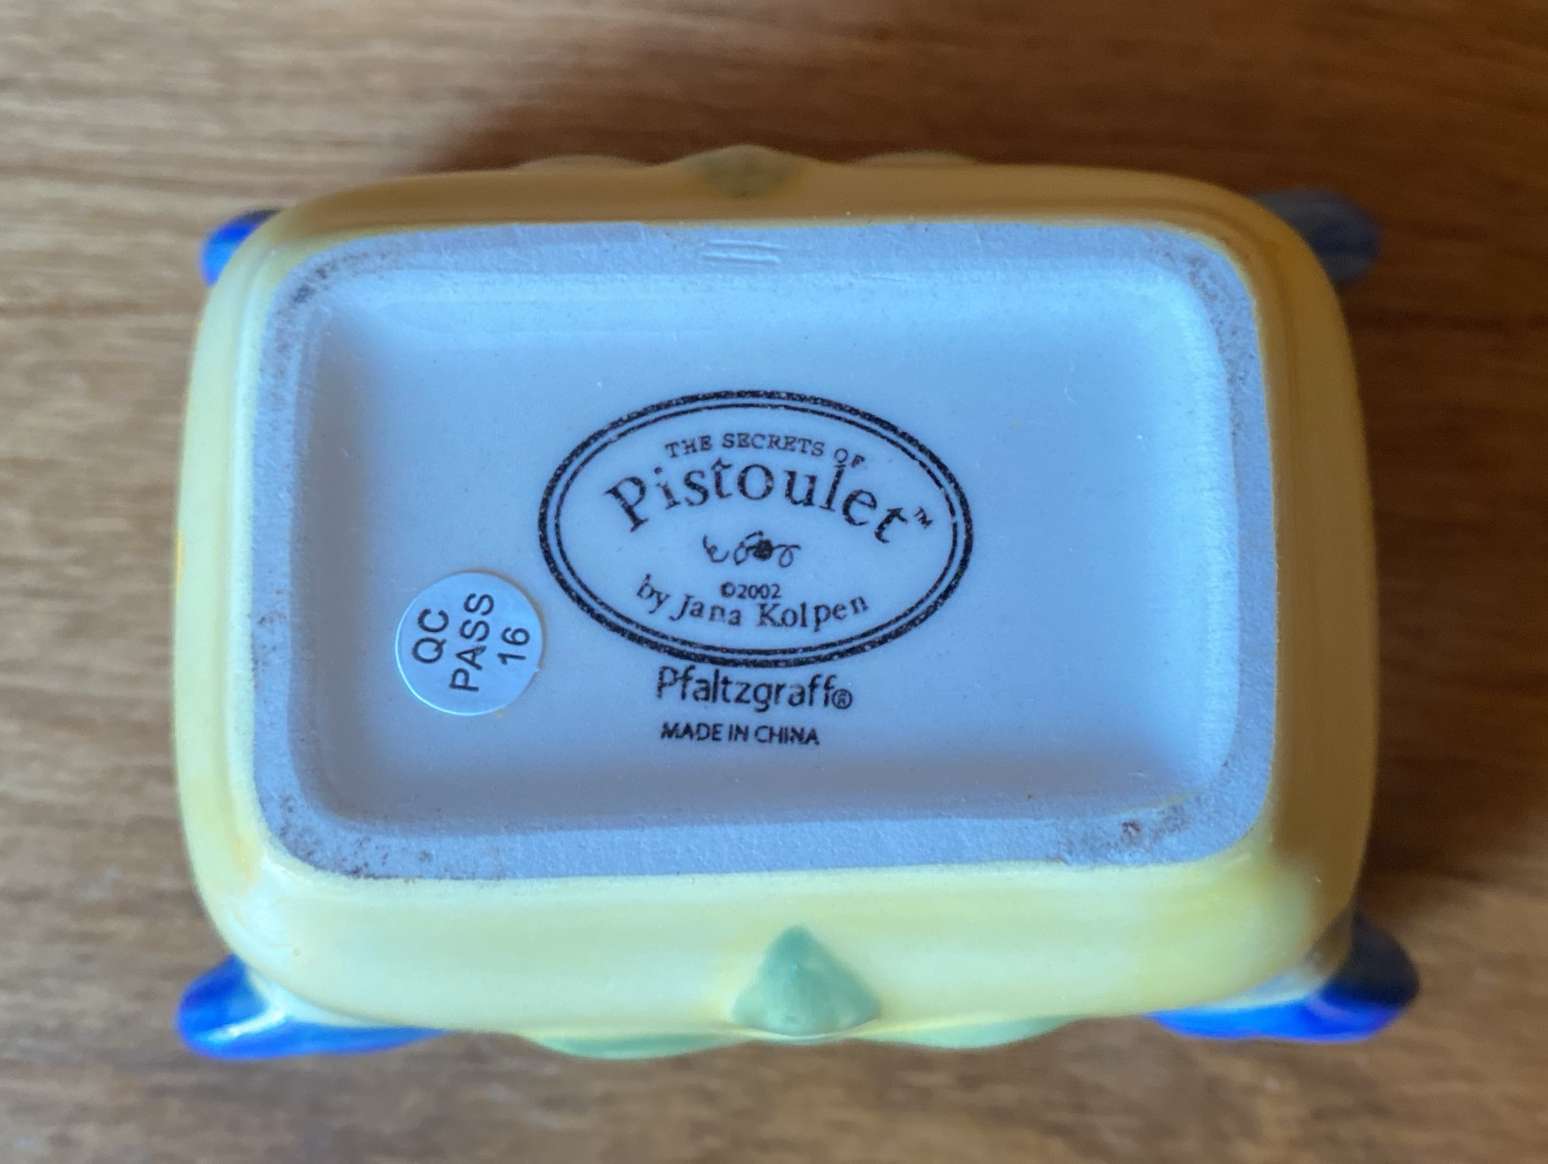 THE SECRETS OF
Pistoulet™
©2002
by Jana Kolpen
Pfaltzgraff®
MADE IN CHINA
QC
PASS
16